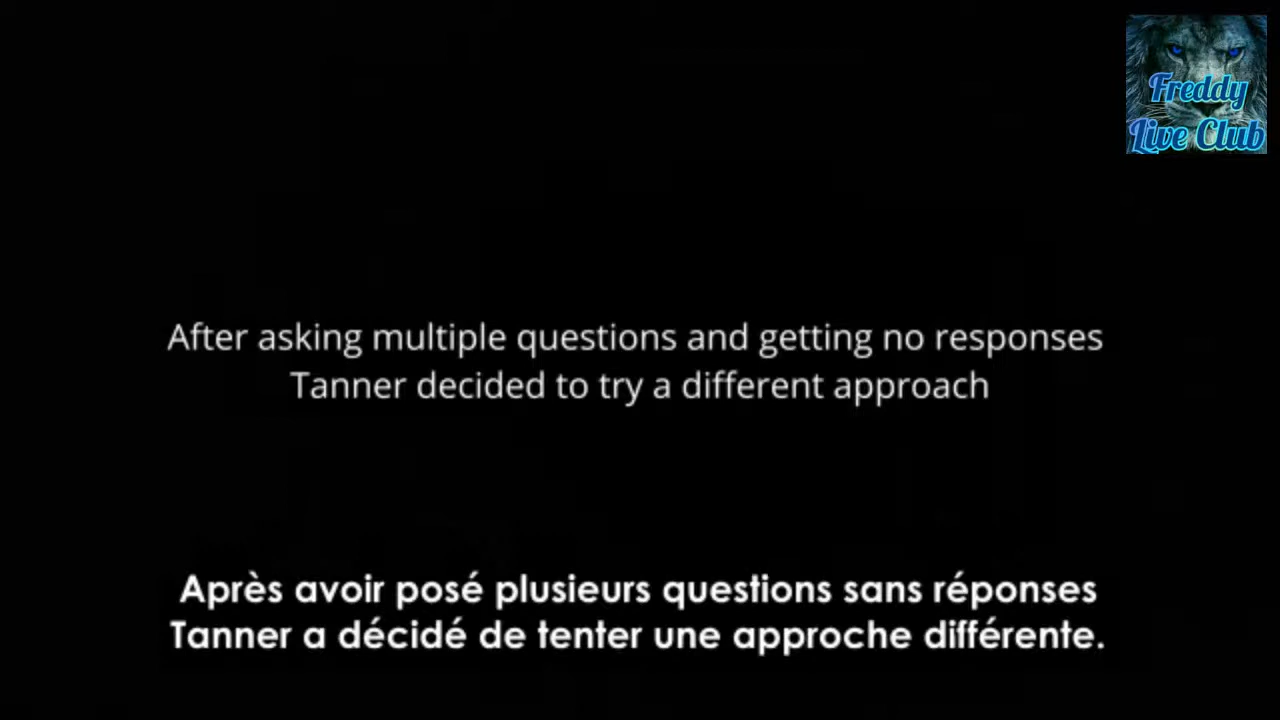 Freddy
Live Club
After asking multiple questions and getting no responses
Tanner decided to try a different approach
Après avoir posé plusieurs questions sans réponses
Tanner a décidé de tenter une approche différente.